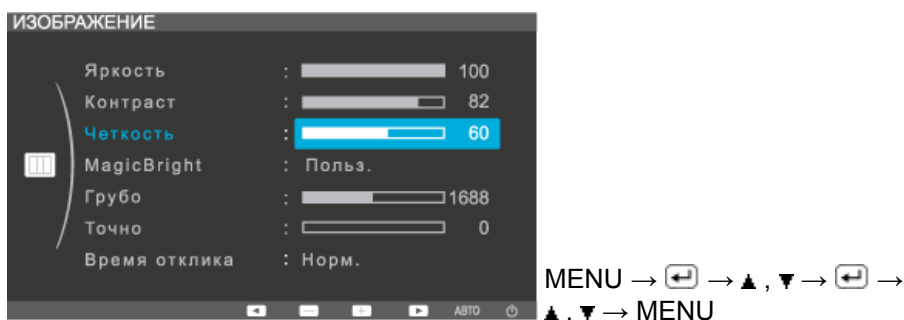 ИЗОБРАЖЕНИЕ
Яркость : 100
Контраст : 82
Четкость : 60
MagicBright : Польз.
Грубо : 1688
Точно : 0
Время отклика : Норм.
АВТО
MENU → → ▲ , ▼ → →
▲ , ▼ → MENU